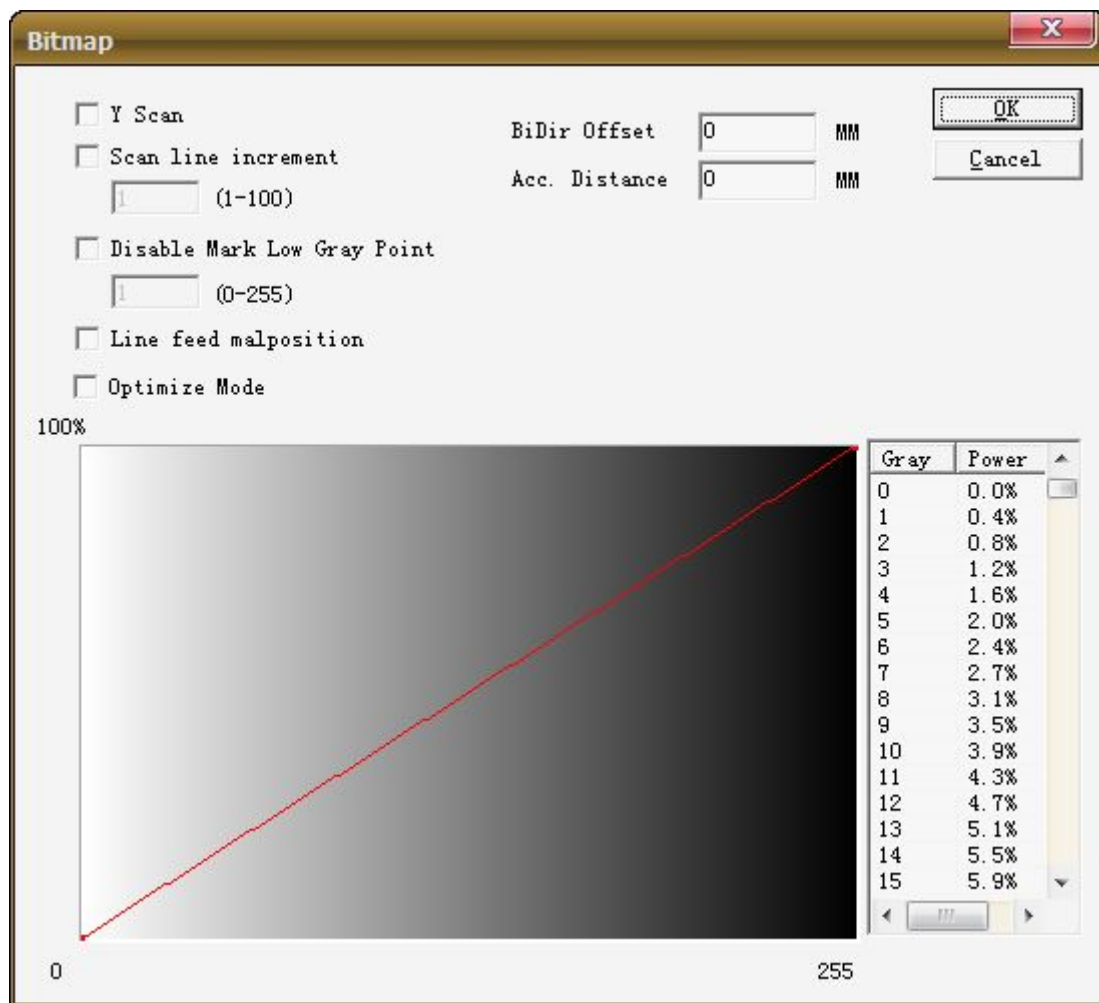 Bitmap
Y Scan
Scan line increment
1 (1-100)
Disable Mark Low Gray Point
1 (0-255)
Line feed malposition
Optimize Mode
BiDir Offset 0 MM
Acc. Distance 0 MM
OK
Cancel
100%
0 255
Gray Power
0 0.0%
1 0.4%
2 0.8%
3 1.2%
4 1.6%
5 2.0%
6 2.4%
7 2.7%
8 3.1%
9 3.5%
10 3.9%
11 4.3%
12 4.7%
13 5.1%
14 5.5%
15 5.9%